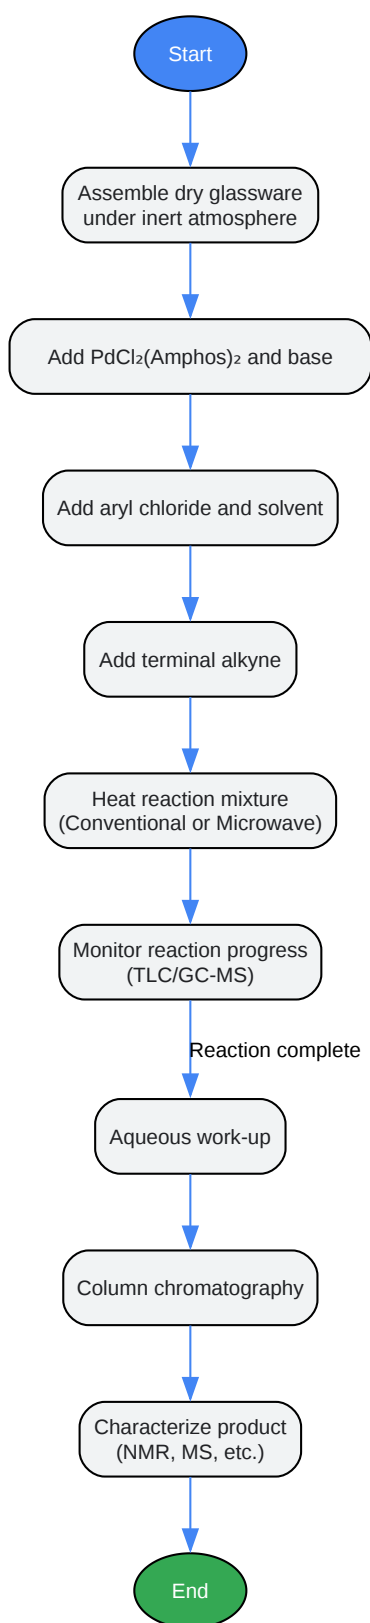 Start
Assemble dry glassware
under inert atmosphere
Add PdCl₂(Amphos)₂ and base
Add aryl chloride and solvent
Add terminal alkyne
Heat reaction mixture
(Conventional or Microwave)
Monitor reaction progress
(TLC/GC-MS)
Reaction complete
Aqueous work-up
Column chromatography
Characterize product
(NMR, MS, etc.)
End